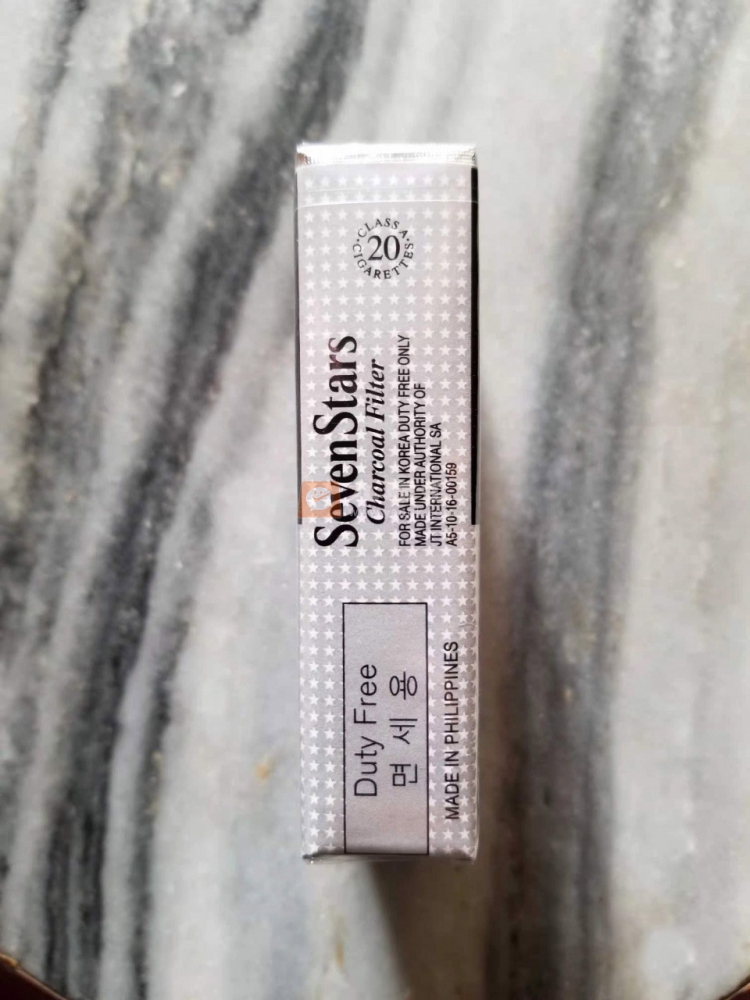 CLASS A
20
CIGARETTES
SevenStars
Charcoal Filter
FOR SALE IN KOREA DUTY FREE ONLY
MADE UNDER AUTHORITY OF
JT INTERNATIONAL SA
A5-10-16-00159
Duty Free
면 세 용
MADE IN PHILIPPINES